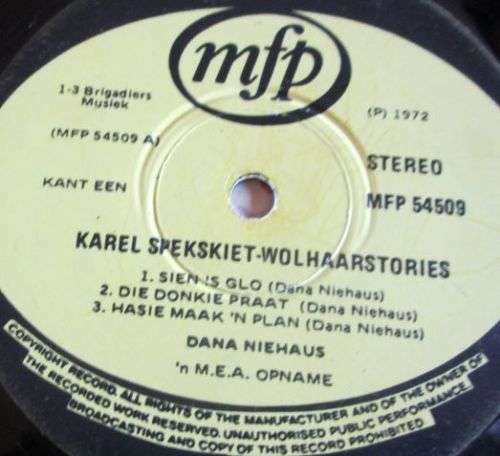 mfp
1-3 Brigadiers
Musiek
(P) 1972
(MFP 54509 A)
STEREO
KANT EEN
MFP 54509
KAREL SPEKSKIET-WOLHAARSTORIES
1. SIEN IS GLO (Dana Niehaus)
2. DIE DONKIE PRAAT (Dana Niehaus)
3. HASIE MAAK 'N PLAN (Dana Niehaus)
DANA NIEHAUS
'n M.E.A. OPNAME
COPYRIGHT RECORD. ALL RIGHTS OF THE MANUFACTURER AND OF THE OWNER OF
THE RECORDED WORK RESERVED. UNAUTHORISED PUBLIC PERFORMANCE,
BROADCASTING AND COPY OF THIS RECORD PROHIBITED